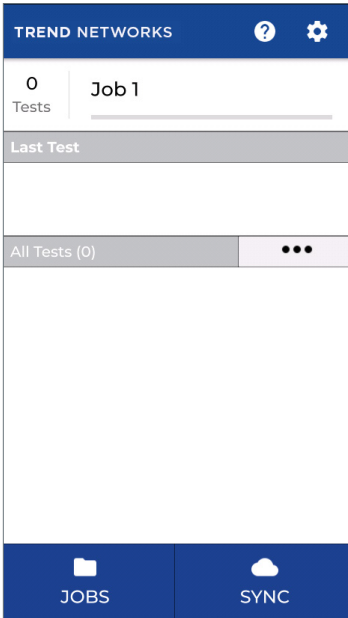 TREND NETWORKS
?
0
Tests
Job 1
Last Test
All Tests (0)
•••
JOBS
SYNC